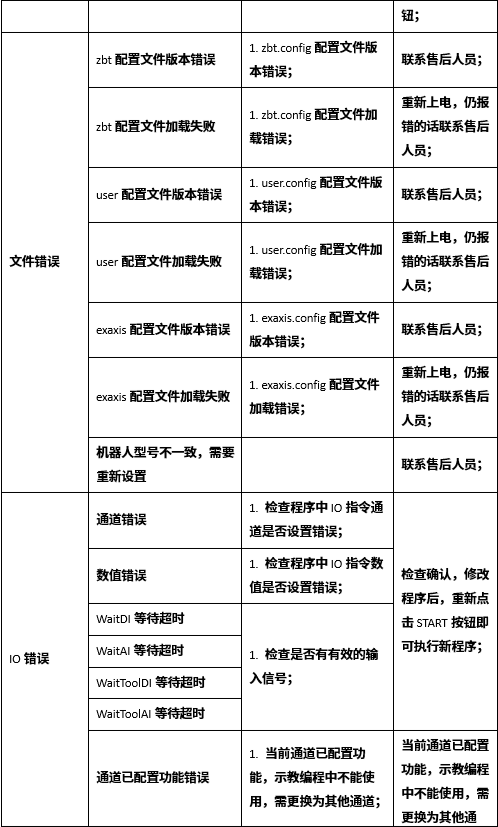 钮；
文件错误
zbt 配置文件版本错误
1. zbt.config 配置文件版
本错误；
联系售后人员；
zbt 配置文件加载失败
1. zbt.config 配置文件加
载错误；
重新上电，仍报
错的话联系售后
人员；
user 配置文件版本错误
1. user.config 配置文件版
本错误；
联系售后人员；
user 配置文件加载失败
1. user.config 配置文件加
载错误；
重新上电，仍报
错的话联系售后
人员；
exaxis 配置文件版本错误
1. exaxis.config 配置文件
版本错误；
联系售后人员；
exaxis 配置文件加载失败
1. exaxis.config 配置文件
加载错误；
重新上电，仍报
错的话联系售后
人员；
机器人型号不一致，需要
重新设置
联系售后人员；
IO 错误
通道错误
1. 检查程序中 IO 指令通
道是否设置错误；
数值错误
1. 检查程序中 IO 指令数
值是否设置错误；
检查确认，修改
程序后，重新点
击 START 按钮即
可执行新程序；
WaitDI 等待超时
WaitAI 等待超时
WaitToolDI 等待超时
WaitToolAI 等待超时
1. 检查是否有有效的输
入信号；
通道已配置功能错误
1. 当前通道已配置功
能，示教编程中不能使
用，需更换为其他通道；
当前通道已配置
功能，示教编程
中不能使用，需
更换为其他通